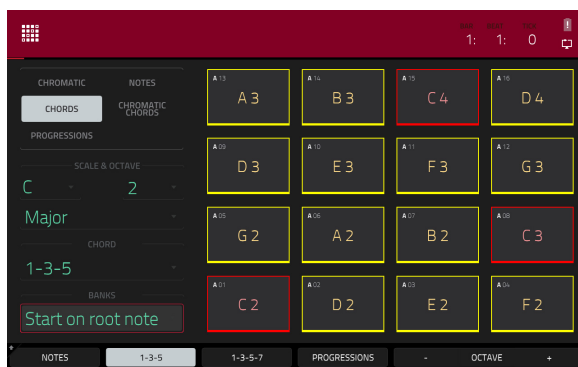 BAR BEAT TICK
1: 1: 0
!
CHROMATIC NOTES
CHORDS CHROMATIC CHORDS
PROGRESSIONS
SCALE & OCTAVE
C 2
Major
CHORD
1-3-5
BANKS
Start on root note
A 13 A 14 A 15 A 16
A 3 B 3 C 4 D 4
A 09 A 10 A 11 A 12
D 3 E 3 F 3 G 3
A 05 A 06 A 07 A 08
G 2 A 2 B 2 C 3
A 01 A 02 A 03 A 04
C 2 D 2 E 2 F 2
NOTES 1-3-5 1-3-5-7 PROGRESSIONS - OCTAVE +